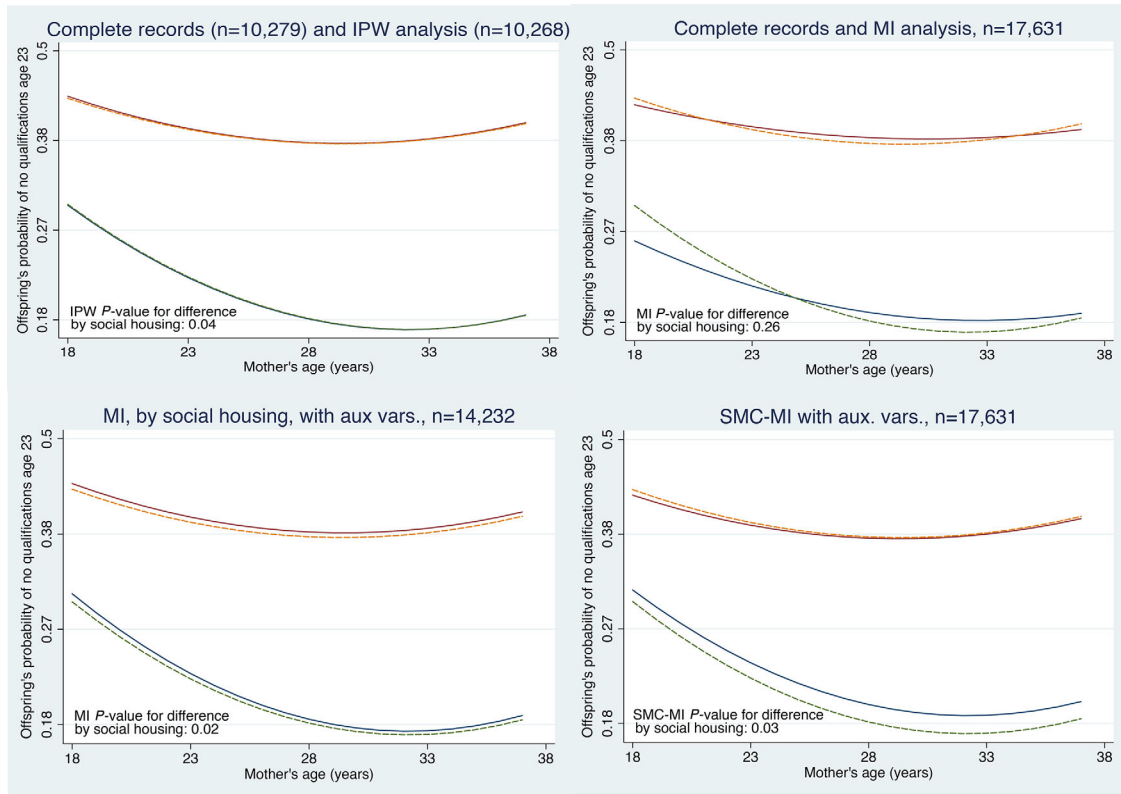 Complete records (n=10,279) and IPW analysis (n=10,268)
Offspring's probability of no qualifications age 23
0.5
0.38
0.27
0.18
IPW P-value for difference
by social housing: 0.04
18 23 28 33 38
Mother's age (years)
Complete records and MI analysis, n=17,631
Offspring's probability of no qualifications age 23
0.5
0.38
0.27
0.18
MI P-value for difference
by social housing: 0.26
18 23 28 33 38
Mother's age (years)
MI, by social housing, with aux vars., n=14,232
Offspring's probability of no qualifications age 23
0.5
0.38
0.27
0.18
MI P-value for difference
by social housing: 0.02
18 23 28 33 38
Mother's age (years)
SMC-MI with aux. vars., n=17,631
Offspring's probability of no qualifications age 23
0.5
0.38
0.27
0.18
SMC-MI P-value for difference
by social housing: 0.03
18 23 28 33 38
Mother's age (years)